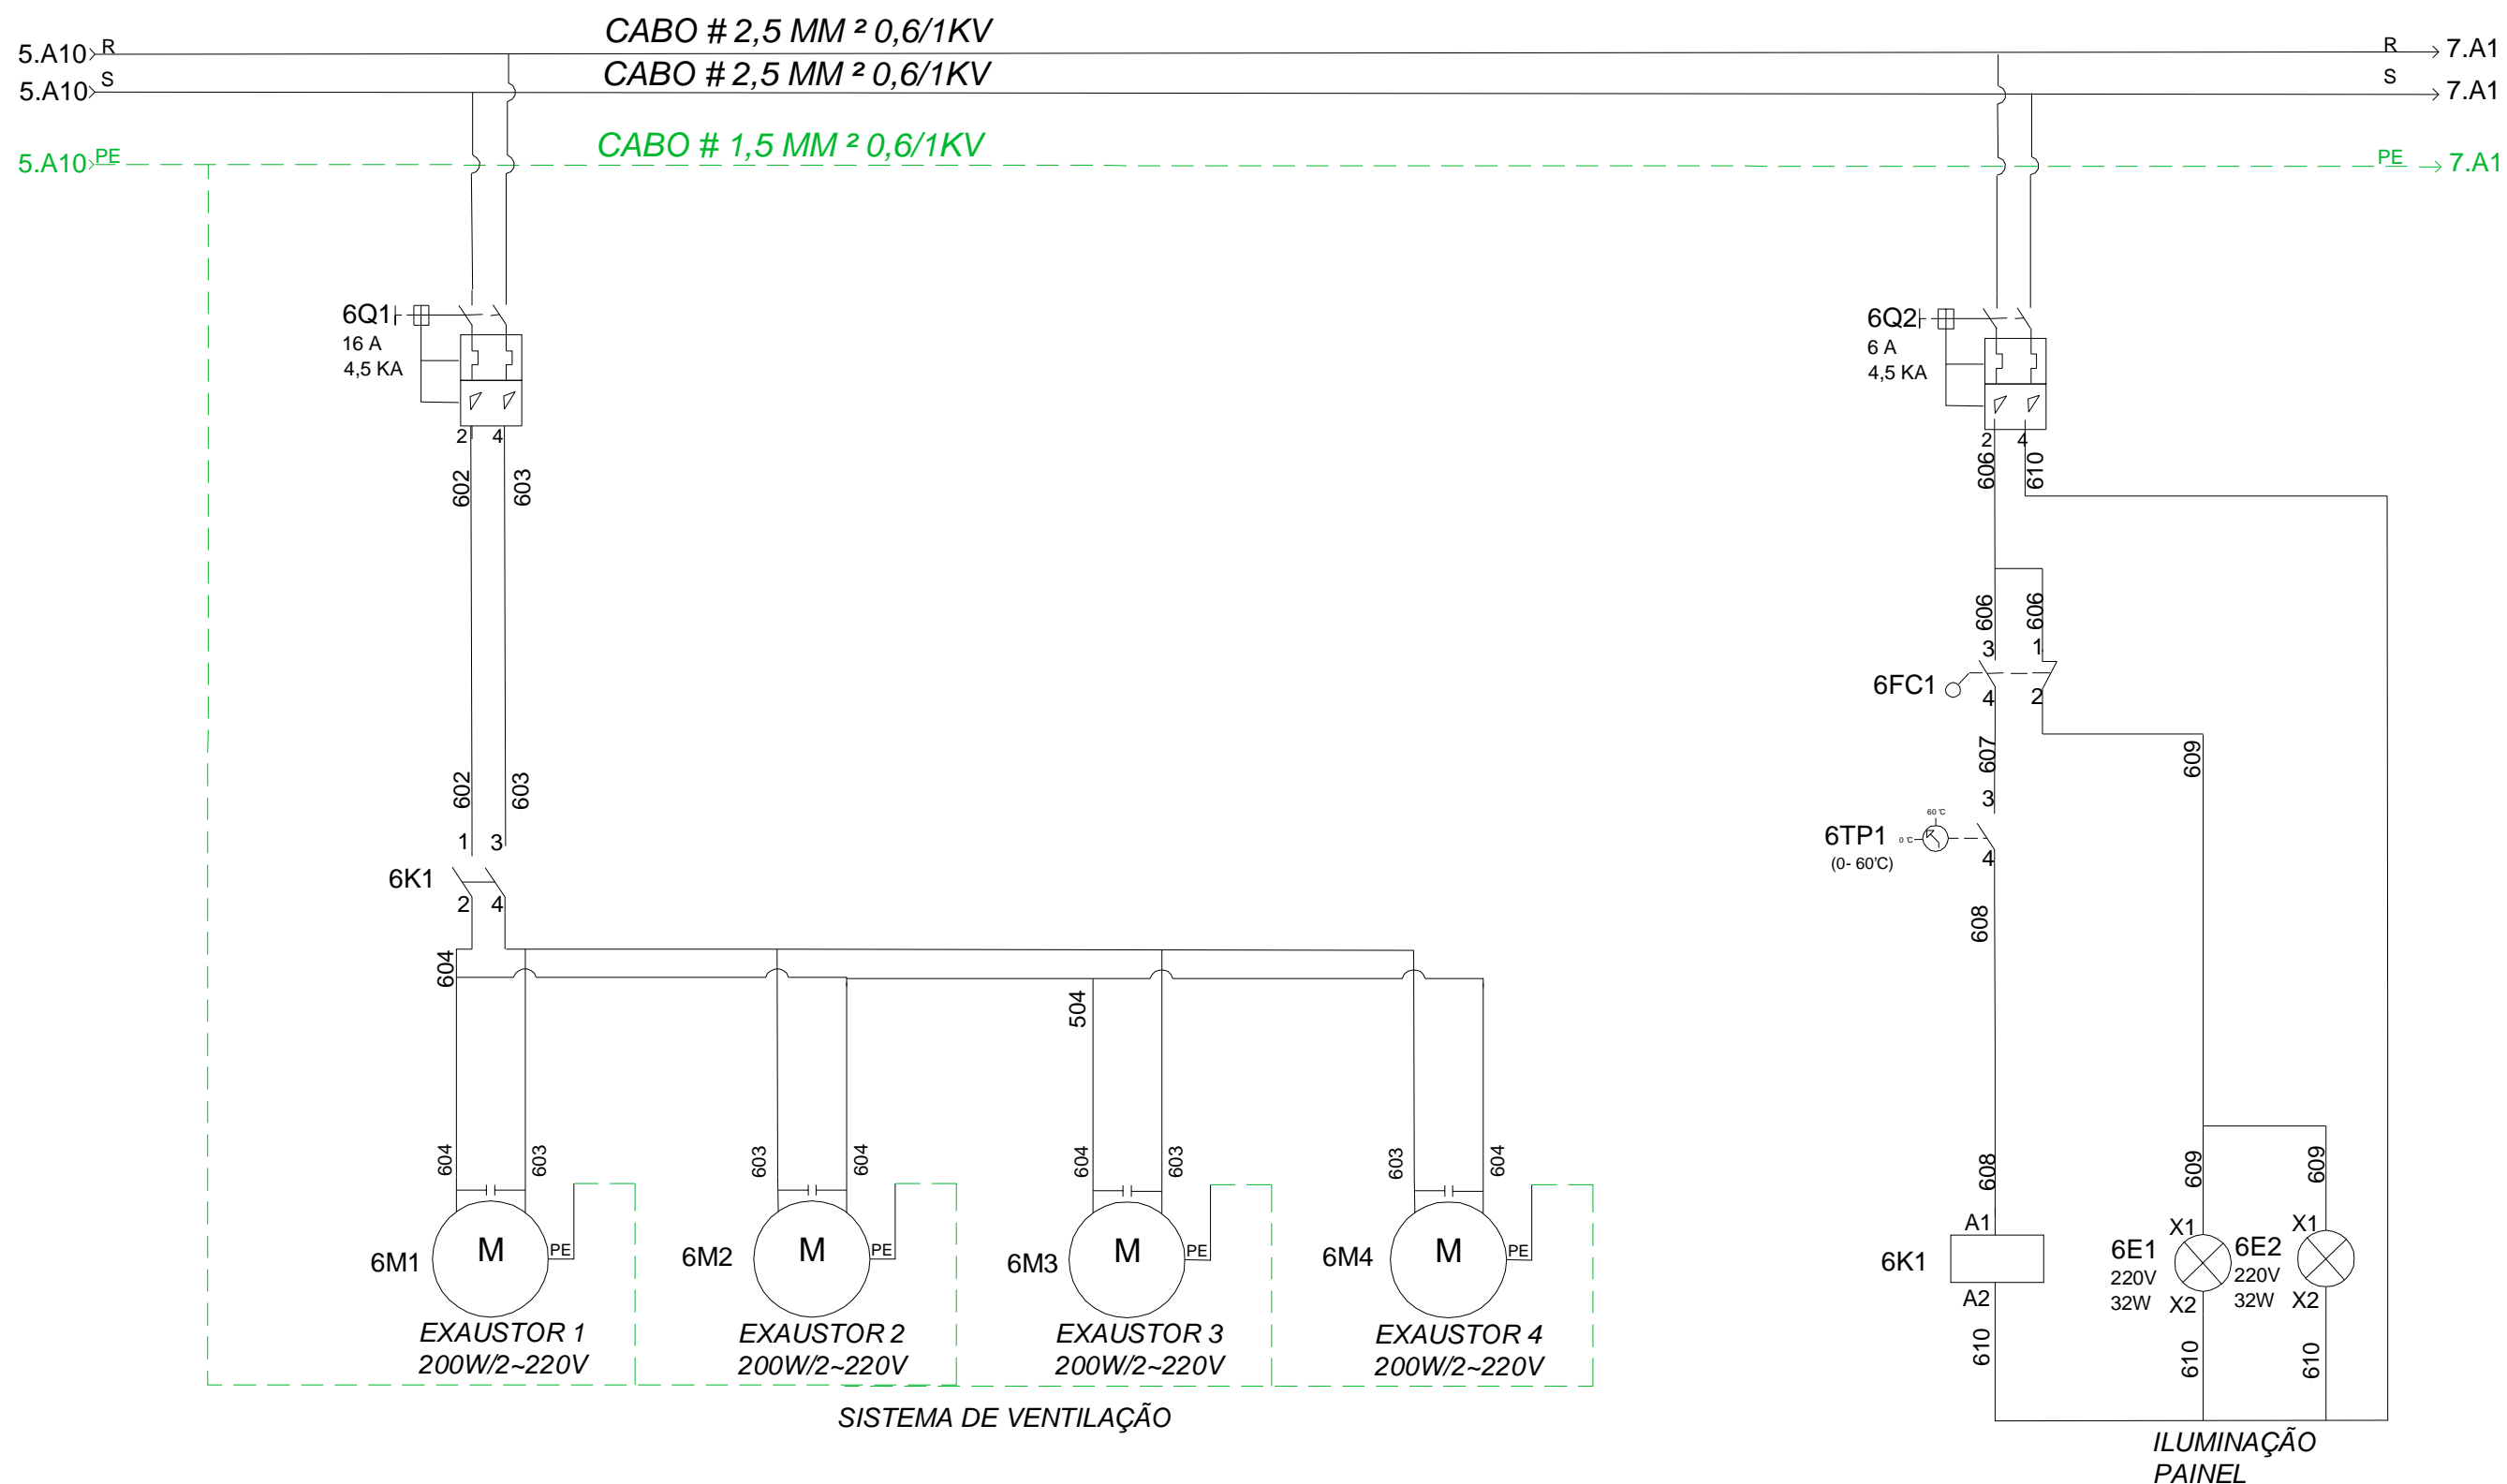 CABO # 2,5 MM ² 0,6/1KV
5.A10 R
R 7.A1
CABO # 2,5 MM ² 0,6/1KV
5.A10 S
S 7.A1
CABO # 1,5 MM ² 0,6/1KV
5.A10 PE
PE 7.A1
6Q1
16 A
4,5 KA
2 4
602 603
602 603
1 3
6K1
2 4
604
504
604 603
603 604
604 603
603 604
6M1 M PE
6M2 M PE
6M3 M PE
6M4 M PE
EXAUSTOR 1
200W/2~220V
EXAUSTOR 2
200W/2~220V
EXAUSTOR 3
200W/2~220V
EXAUSTOR 4
200W/2~220V
SISTEMA DE VENTILAÇÃO
6Q2
6 A
4,5 KA
2 4
606 610
606 606
3 1
6FC1
4 2
607
609
3
60 ℃
6TP1 0 ℃
(0- 60℃)
4
608
608
609
609
A1
6K1
A2
610
X1
6E1
220V
32W
X2
610
X1
6E2
220V
32W
X2
610
ILUMINAÇÃO
PAINEL